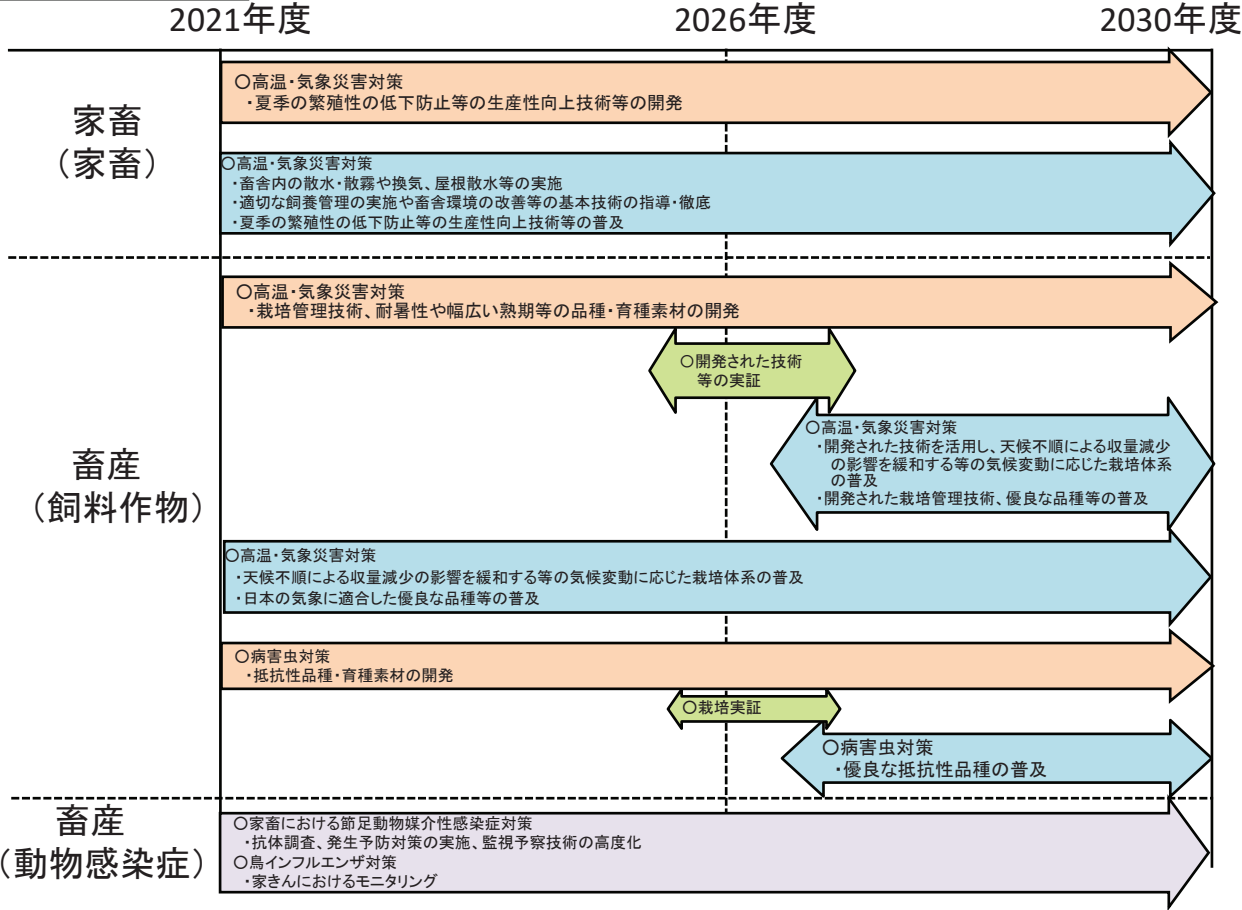 2021年度
2026年度
2030年度
家畜
（家畜）
○高温・気象災害対策
・夏季の繁殖性の低下防止等の生産性向上技術等の開発
○高温・気象災害対策
・畜舎内の散水・散霧や換気、屋根散水等の実施
・適切な飼養管理の実施や畜舎環境の改善等の基本技術の指導・徹底
・夏季の繁殖性の低下防止等の生産性向上技術等の普及
畜産
（飼料作物）
○高温・気象災害対策
・栽培管理技術、耐暑性や幅広い熟期等の品種・育種素材の開発
○開発された技術
等の実証
○高温・気象災害対策
・開発された技術を活用し、天候不順による収量減少
の影響を緩和する等の気候変動に応じた栽培体系
の普及
・開発された栽培管理技術、優良な品種等の普及
○高温・気象災害対策
・天候不順による収量減少の影響を緩和する等の気候変動に応じた栽培体系の普及
・日本の気象に適合した優良な品種等の普及
○病害虫対策
・抵抗性品種・育種素材の開発
○栽培実証
○病害虫対策
・優良な抵抗性品種の普及
畜産
（動物感染症）
○家畜における節足動物媒介性感染症対策
・抗体調査、発生予防対策の実施、監視予察技術の高度化
○鳥インフルエンザ対策
・家きんにおけるモニタリング